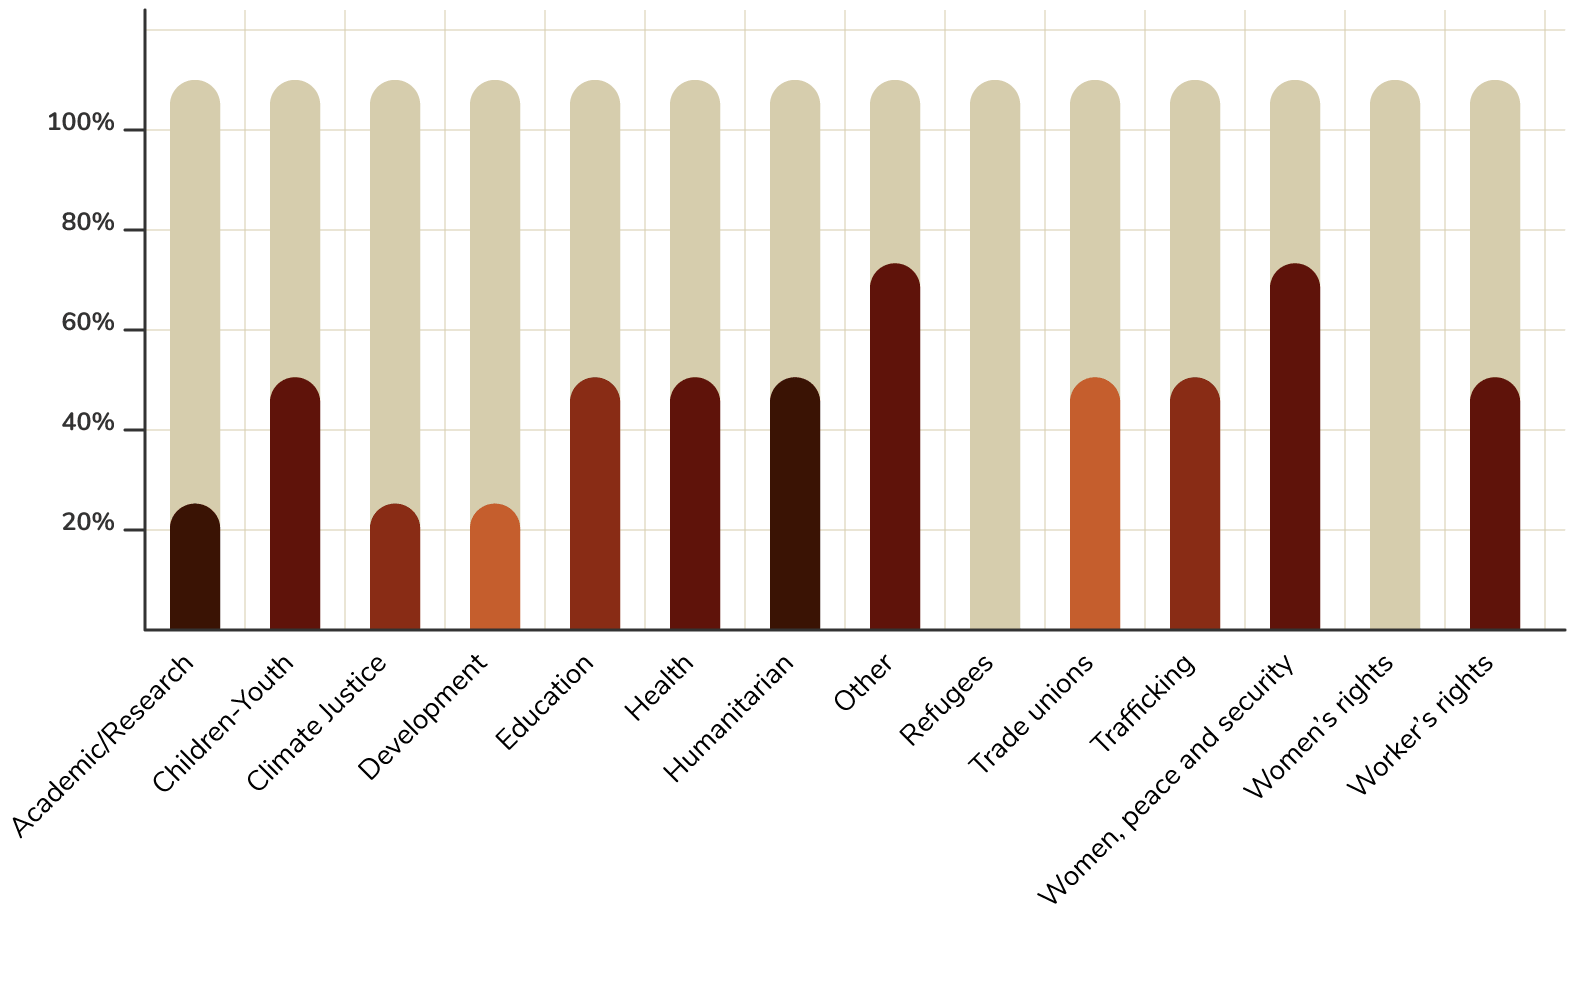 100%
80%
60%
40%
20%
Academic/Research
Children-Youth
Climate Justice
Development
Education
Health
Humanitarian
Other
Refugees
Trade unions
Trafficking
Women, peace and security
Women's rights
Worker's rights